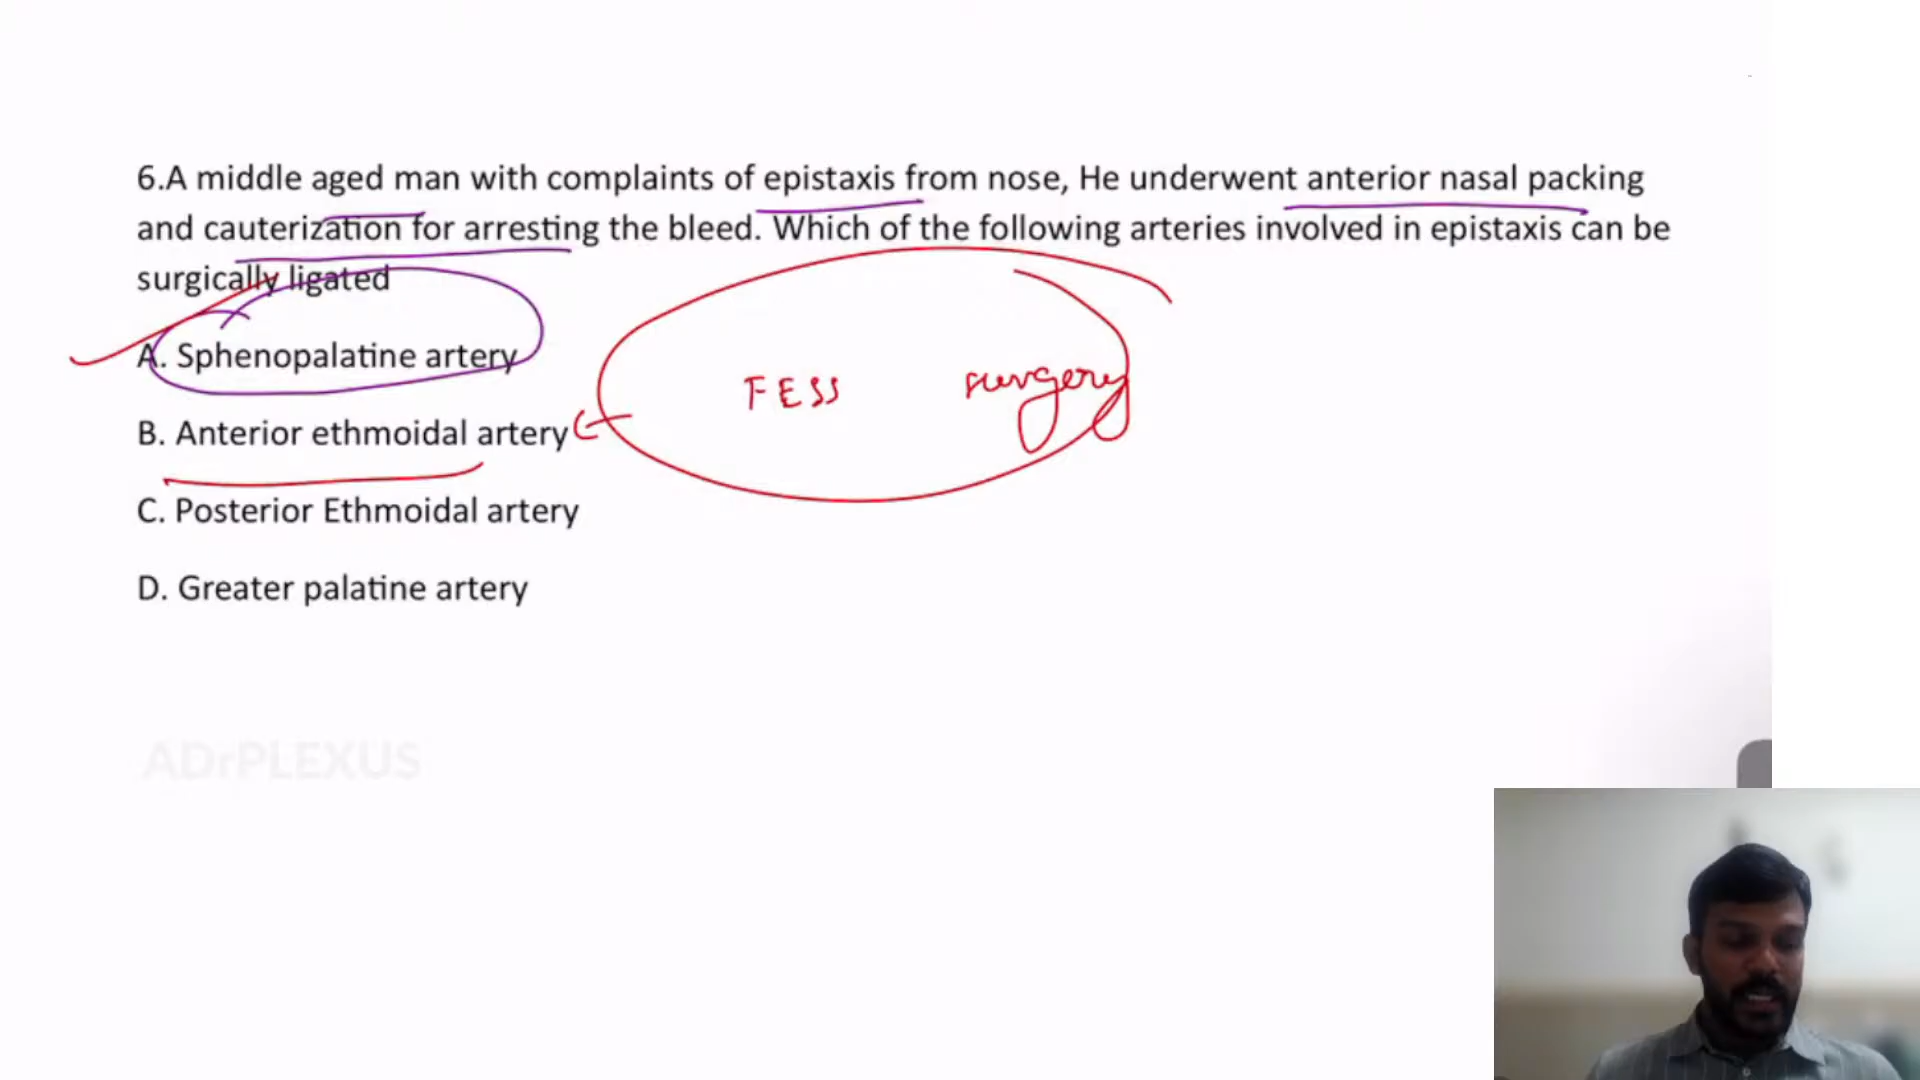 6.A middle aged man with complaints of epistaxis from nose, He underwent anterior nasal packing
and cauterization for arresting the bleed. Which of the following arteries involved in epistaxis can be
surgically ligated
A. Sphenopalatine artery
FESS surgery
B. Anterior ethmoidal artery
C. Posterior Ethmoidal artery
D. Greater palatine artery
ADrPLEXUS